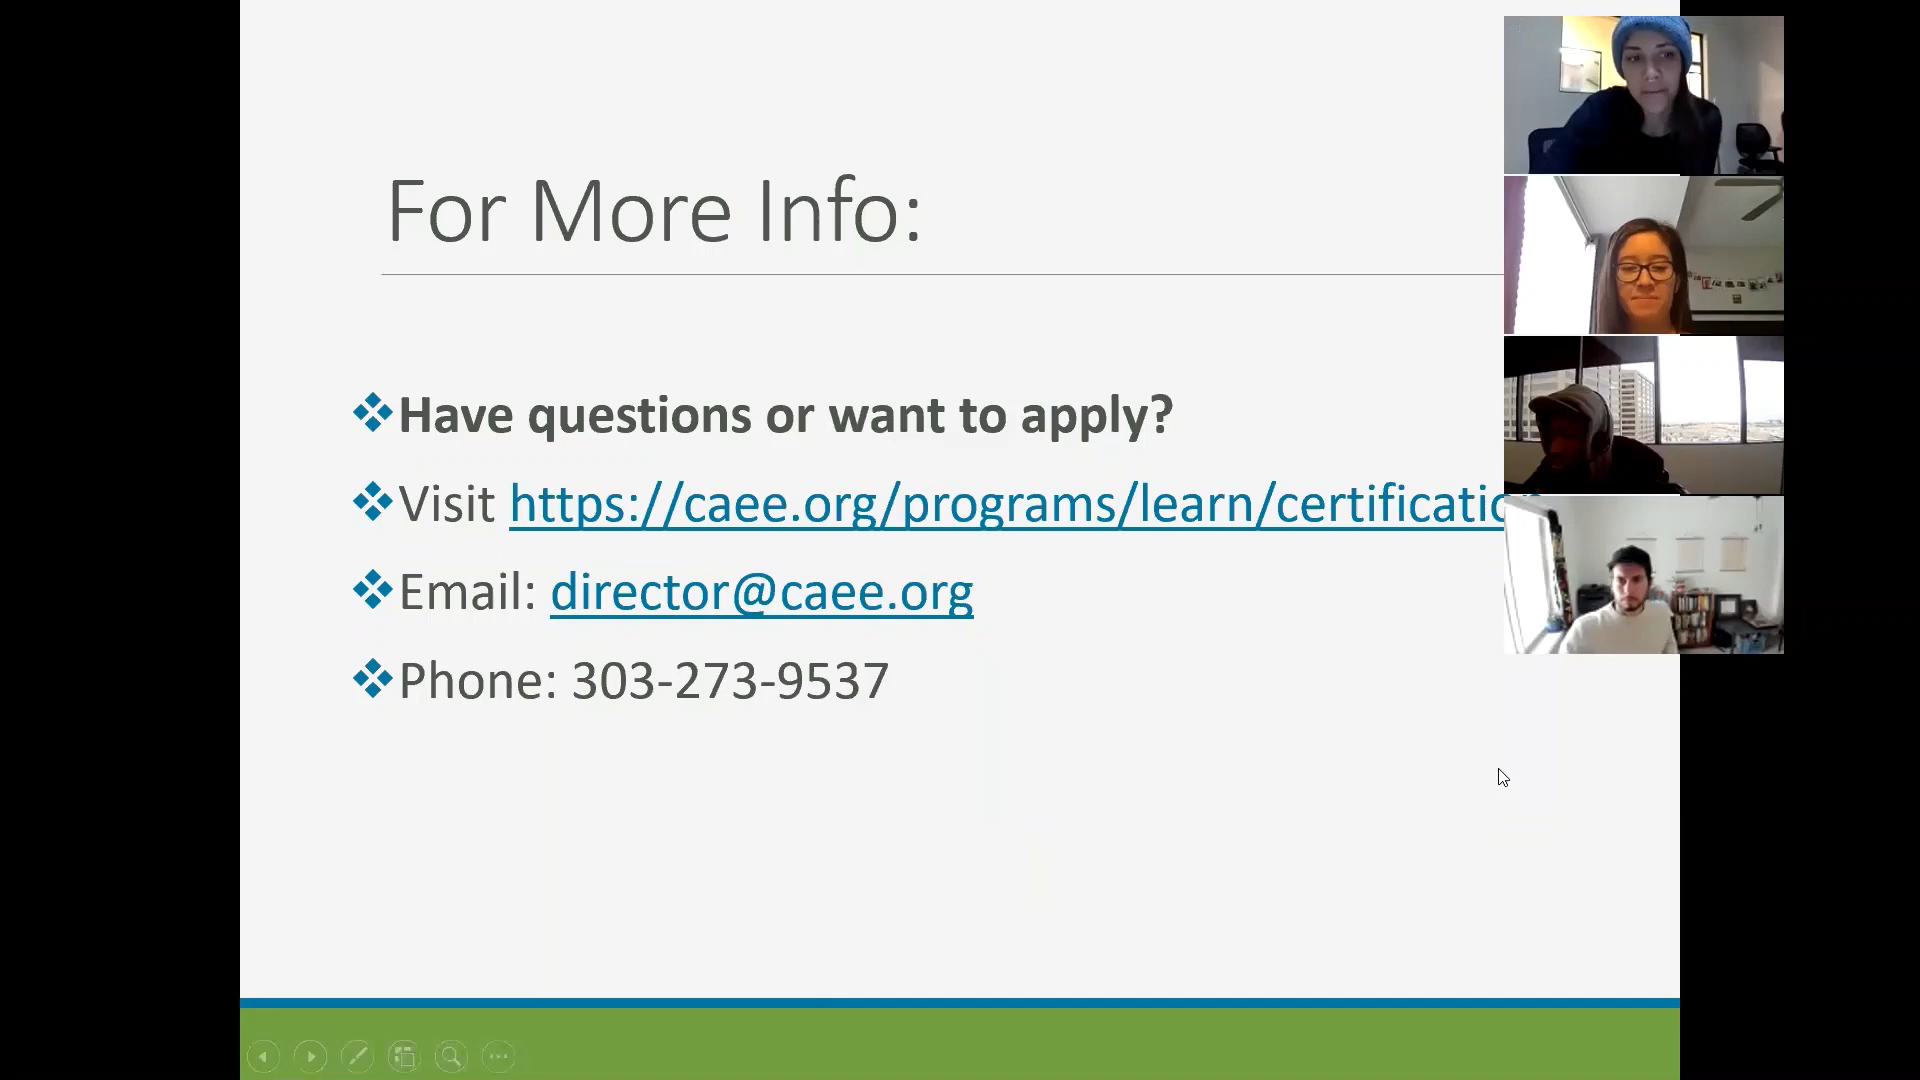 For More Info:
Have questions or want to apply?
Visit https://caee.org/programs/learn/certificatio
Email: director@caee.org
Phone: 303-273-9537